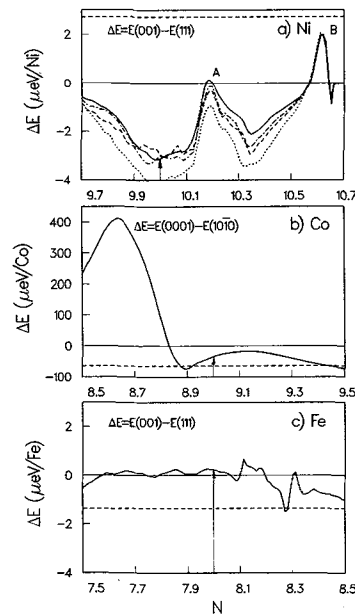 ΔE=E(001)−E(111)
a) Ni
B
A
ΔE (μeV/Ni)
2
0
-2
-4
9.7 9.9 10.1 10.3 10.5 10.7
ΔE=E(0001)−E(101̄0)
b) Co
ΔE (μeV/Co)
400
300
200
100
0
-100
8.5 8.7 8.9 9.1 9.3 9.5
ΔE=E(001)−E(111)
c) Fe
ΔE (μeV/Fe)
2
0
-2
-4
7.5 7.7 7.9 8.1 8.3 8.5
N